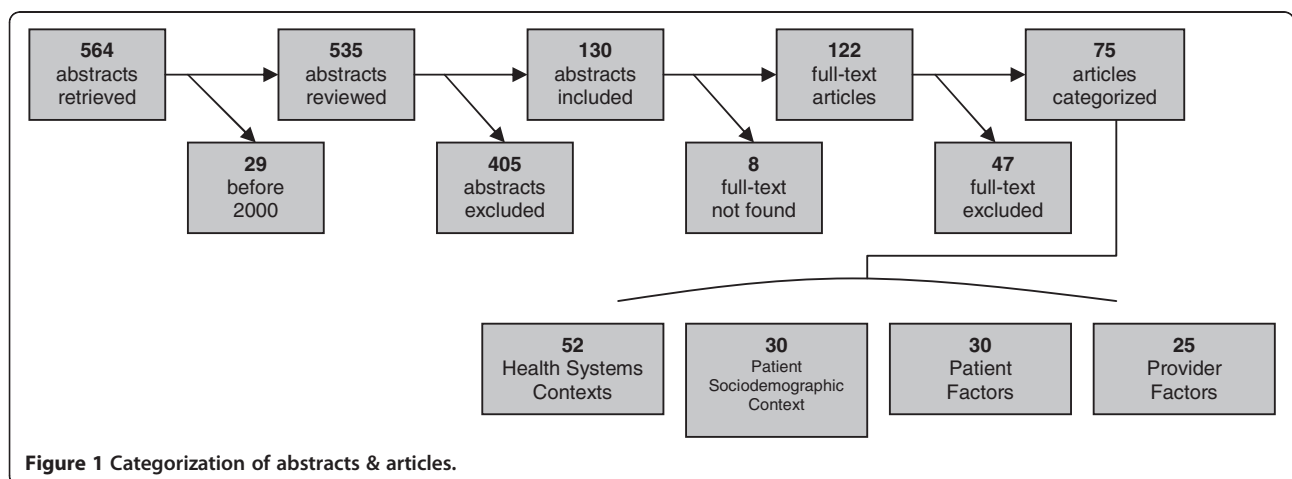 564
abstracts
retrieved
535
abstracts
reviewed
130
abstracts
included
122
full-text
articles
75
articles
categorized
29
before
2000
405
abstracts
excluded
8
full-text
not found
47
full-text
excluded
52
Health Systems
Contexts
30
Patient
Sociodemographic
Context
30
Patient
Factors
25
Provider
Factors
Figure 1 Categorization of abstracts & articles.